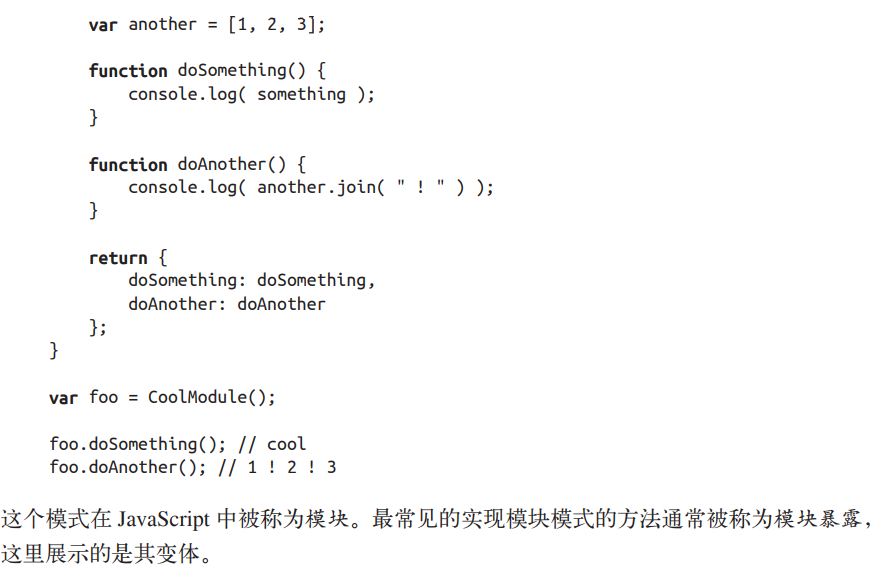 var another = [1, 2, 3];
function doSomething() {
console.log( something );
}
function doAnother() {
console.log( another.join( " ! " ) );
}
return {
doSomething: doSomething,
doAnother: doAnother
};
}
var foo = CoolModule();
foo.doSomething(); // cool
foo.doAnother(); // 1 ! 2 ! 3
这个模式在 JavaScript 中被称为模块。最常见的实现模块模式的方法通常被称为模块暴露，
这里展示的是其变体。